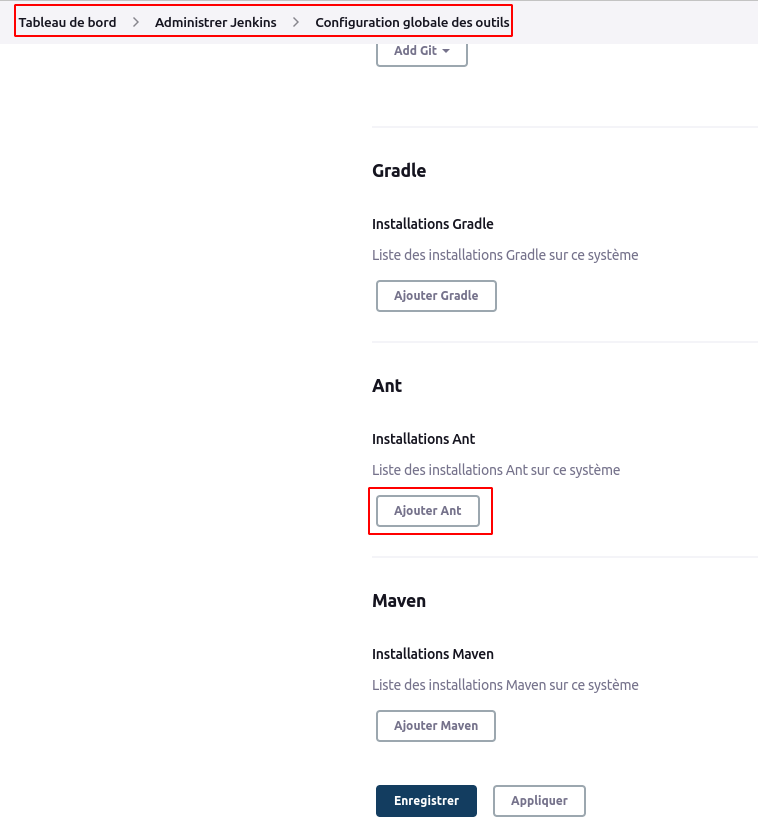 Tableau de bord > Administrer Jenkins > Configuration globale des outils
Add Git
Gradle
Installations Gradle
Liste des installations Gradle sur ce système
Ajouter Gradle
Ant
Installations Ant
Liste des installations Ant sur ce système
Ajouter Ant
Maven
Installations Maven
Liste des installations Maven sur ce système
Ajouter Maven
Enregistrer Appliquer